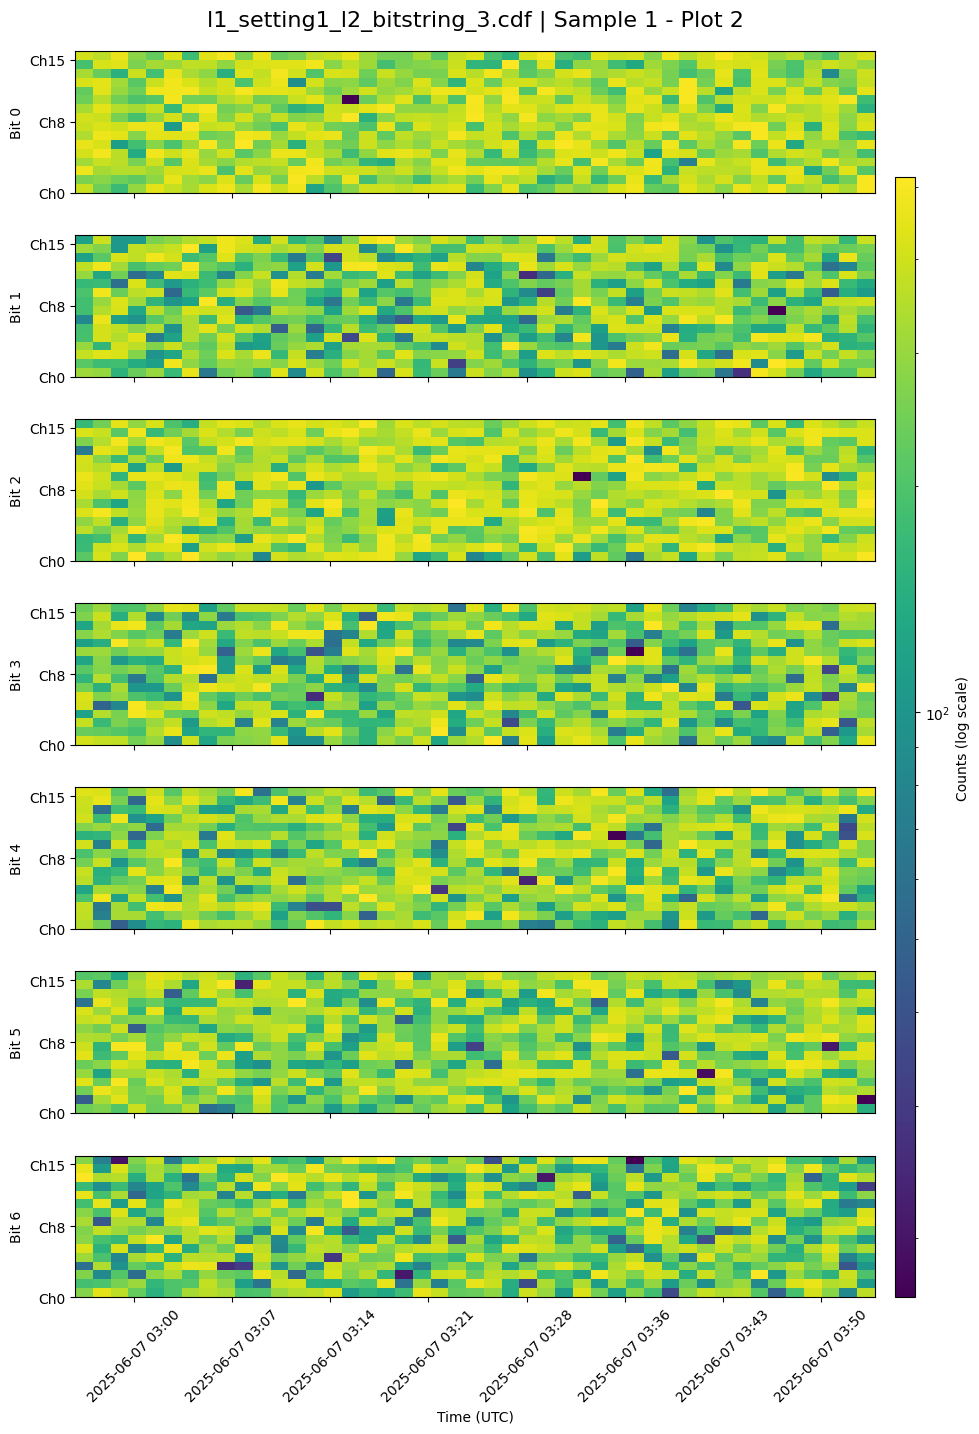 l1_setting1_l2_bitstring_3.cdf | Sample 1 - Plot 2
Ch15
Ch8
Ch0
Bit 0
Ch15
Ch8
Ch0
Bit 1
Ch15
Ch8
Ch0
Bit 2
Ch15
Ch8
Ch0
Bit 3
Ch15
Ch8
Ch0
Bit 4
Ch15
Ch8
Ch0
Bit 5
Ch15
Ch8
Ch0
Bit 6
2025-06-07 03:00
2025-06-07 03:07
2025-06-07 03:14
2025-06-07 03:21
2025-06-07 03:28
2025-06-07 03:36
2025-06-07 03:43
2025-06-07 03:50
Time (UTC)
10²
Counts (log scale)